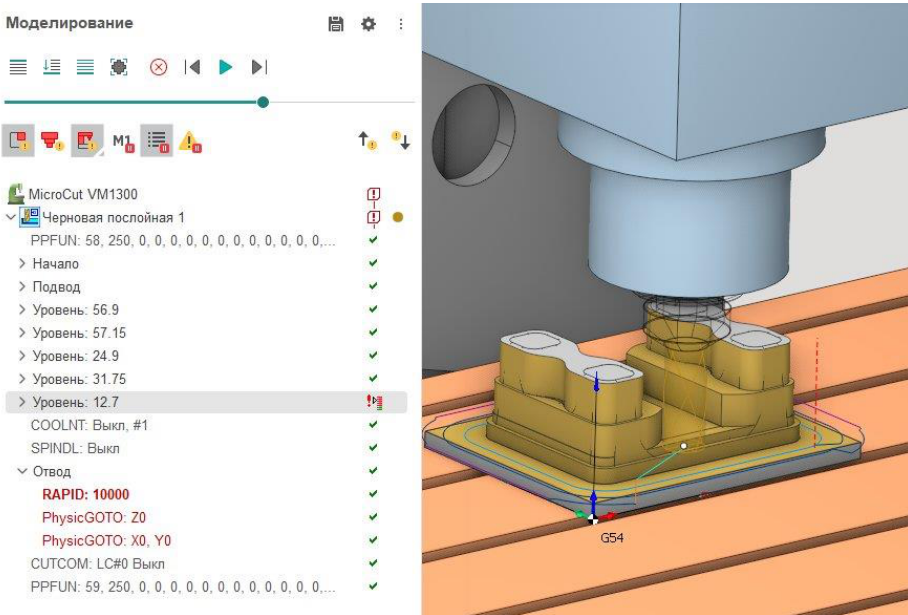 Моделирование
M1
MicroCut VM1300
Черновая послойная 1
PPFUN: 58, 250, 0, 0, 0, 0, 0, 0, 0, 0, 0, 0, 0, 0,...
Начало
Подвод
Уровень: 56.9
Уровень: 57.15
Уровень: 24.9
Уровень: 31.75
Уровень: 12.7
COOLNT: Выкл, #1
SPINDL: Выкл
Отвод
RAPID: 10000
PhysicGOTO: Z0
PhysicGOTO: X0, Y0
CUTCOM: LC#0 Выкл
PPFUN: 59, 250, 0, 0, 0, 0, 0, 0, 0, 0, 0, 0, 0, 0,...
G54